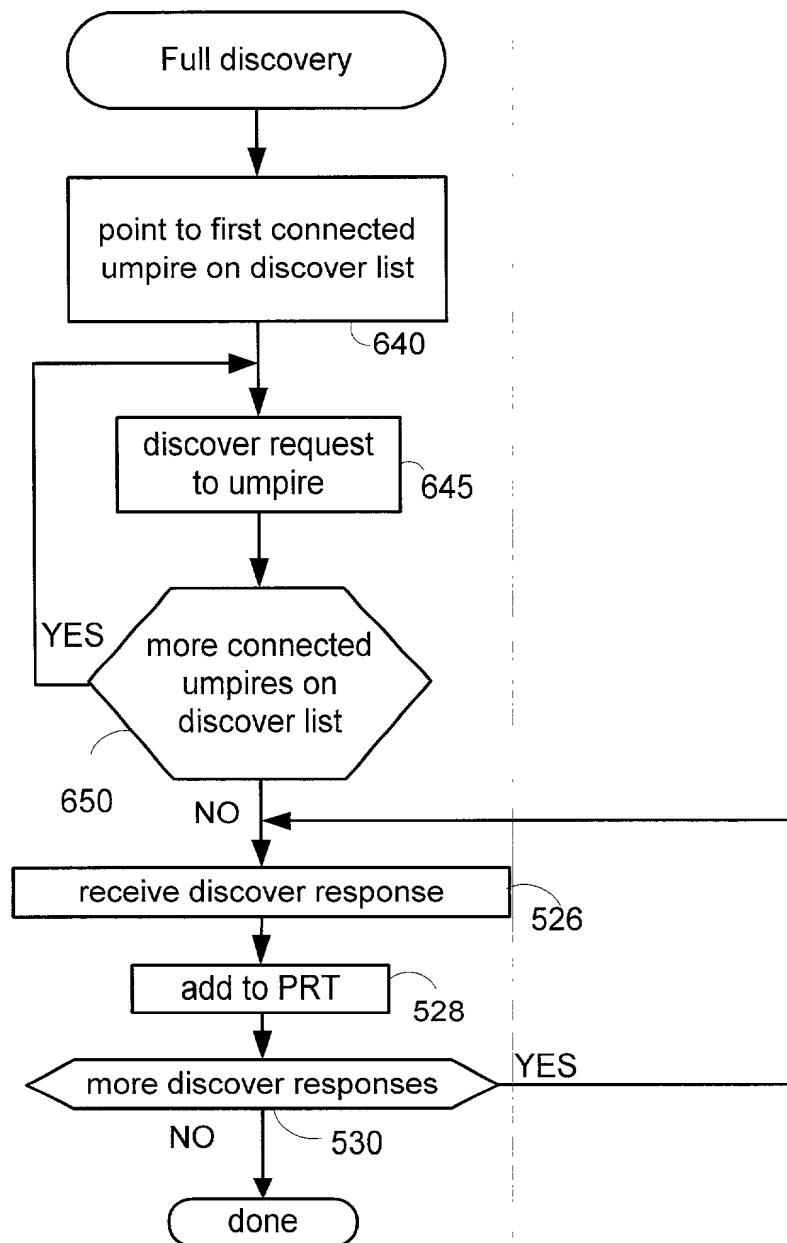 Full discovery
point to first connected
umpire on discover list
640
discover request
to umpire
645
YES
more connected
umpires on
discover list
650
NO
receive discover response
526
add to PRT
528
more discover responses
YES
NO
530
done